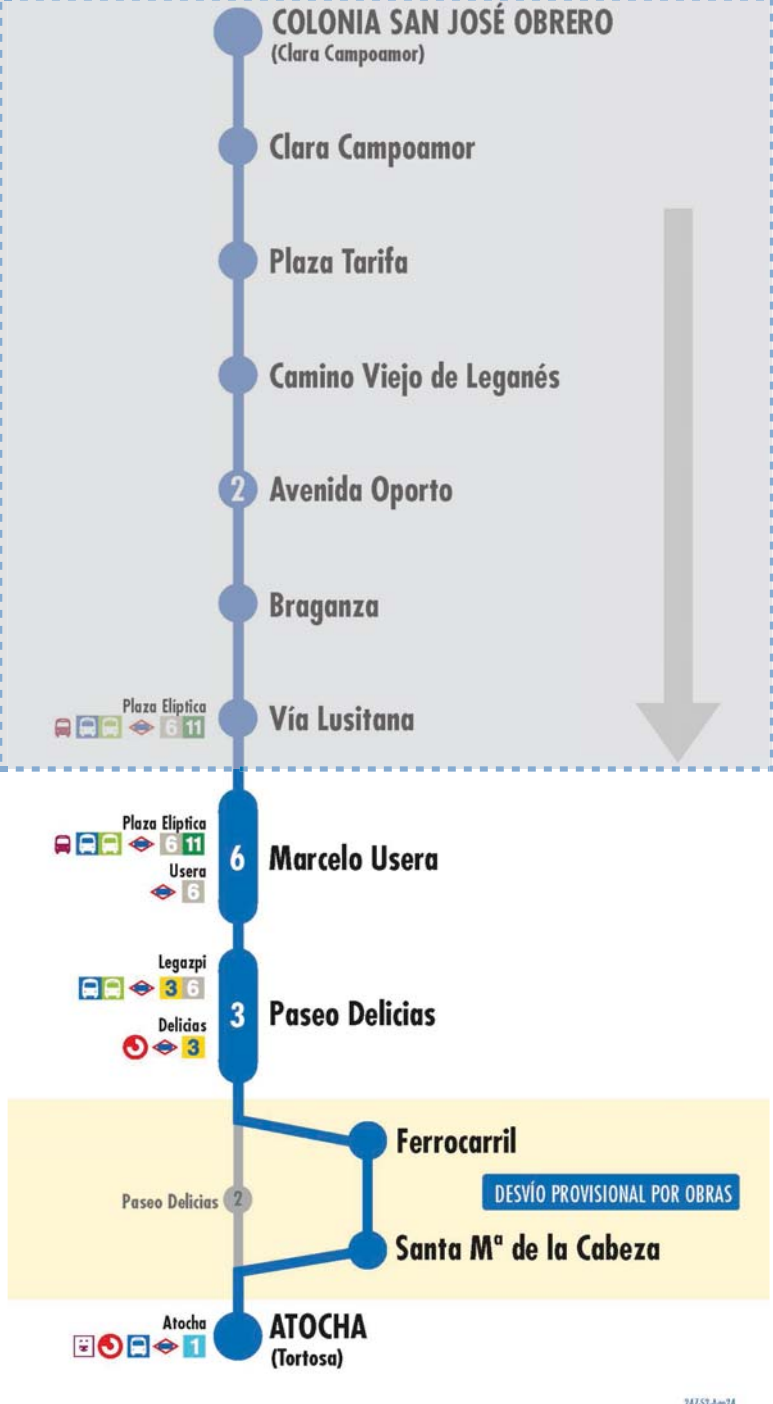 COLONIA SAN JOSÉ OBRERO
(Clara Campoamor)
Clara Campoamor
Plaza Tarifa
Camino Viejo de Leganés
2 Avenida Oporto
Braganza
Plaza Elíptica
6 11
Vía Lusitana
Plaza Elíptica
6 11
Usera
6
6 Marcelo Usera
Legazpi
3 6
Delicias
3
3 Paseo Delicias
Ferrocarril
DESVÍO PROVISIONAL POR OBRAS
Paseo Delicias 2
Santa Mª de la Cabeza
Atocha
1
ATOCHA
(Tortosa)